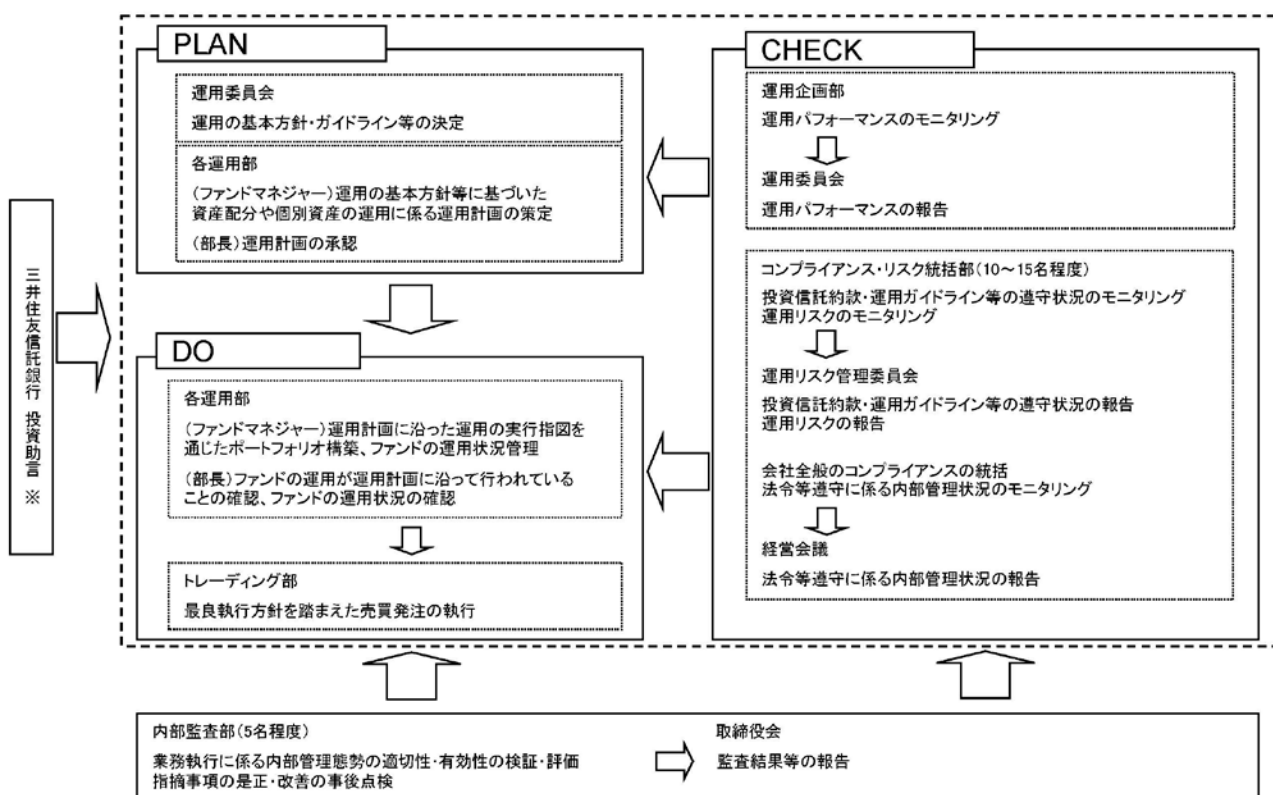 三井住友信託銀行 投資助言 ※
PLAN
運用委員会
運用の基本方針・ガイドライン等の決定
各運用部
(ファンドマネジャー)運用の基本方針等に基づいた
資産配分や個別資産の運用に係る運用計画の策定
(部長)運用計画の承認
DO
各運用部
(ファンドマネジャー)運用計画に沿った運用の実行指図を
通じたポートフォリオ構築、ファンドの運用状況管理
(部長)ファンドの運用が運用計画に沿って行われている
ことの確認、ファンドの運用状況の確認
トレーディング部
最良執行方針を踏まえた売買発注の執行
CHECK
運用企画部
運用パフォーマンスのモニタリング
運用委員会
運用パフォーマンスの報告
コンプライアンス・リスク統括部(10～15名程度)
投資信託約款・運用ガイドライン等の遵守状況のモニタリング
運用リスクのモニタリング
運用リスク管理委員会
投資信託約款・運用ガイドライン等の遵守状況の報告
運用リスクの報告
会社全般のコンプライアンスの統括
法令等遵守に係る内部管理状況のモニタリング
経営会議
法令等遵守に係る内部管理状況の報告
内部監査部(5名程度)
業務執行に係る内部管理態勢の適切性・有効性の検証・評価
指摘事項の是正・改善の事後点検
取締役会
監査結果等の報告